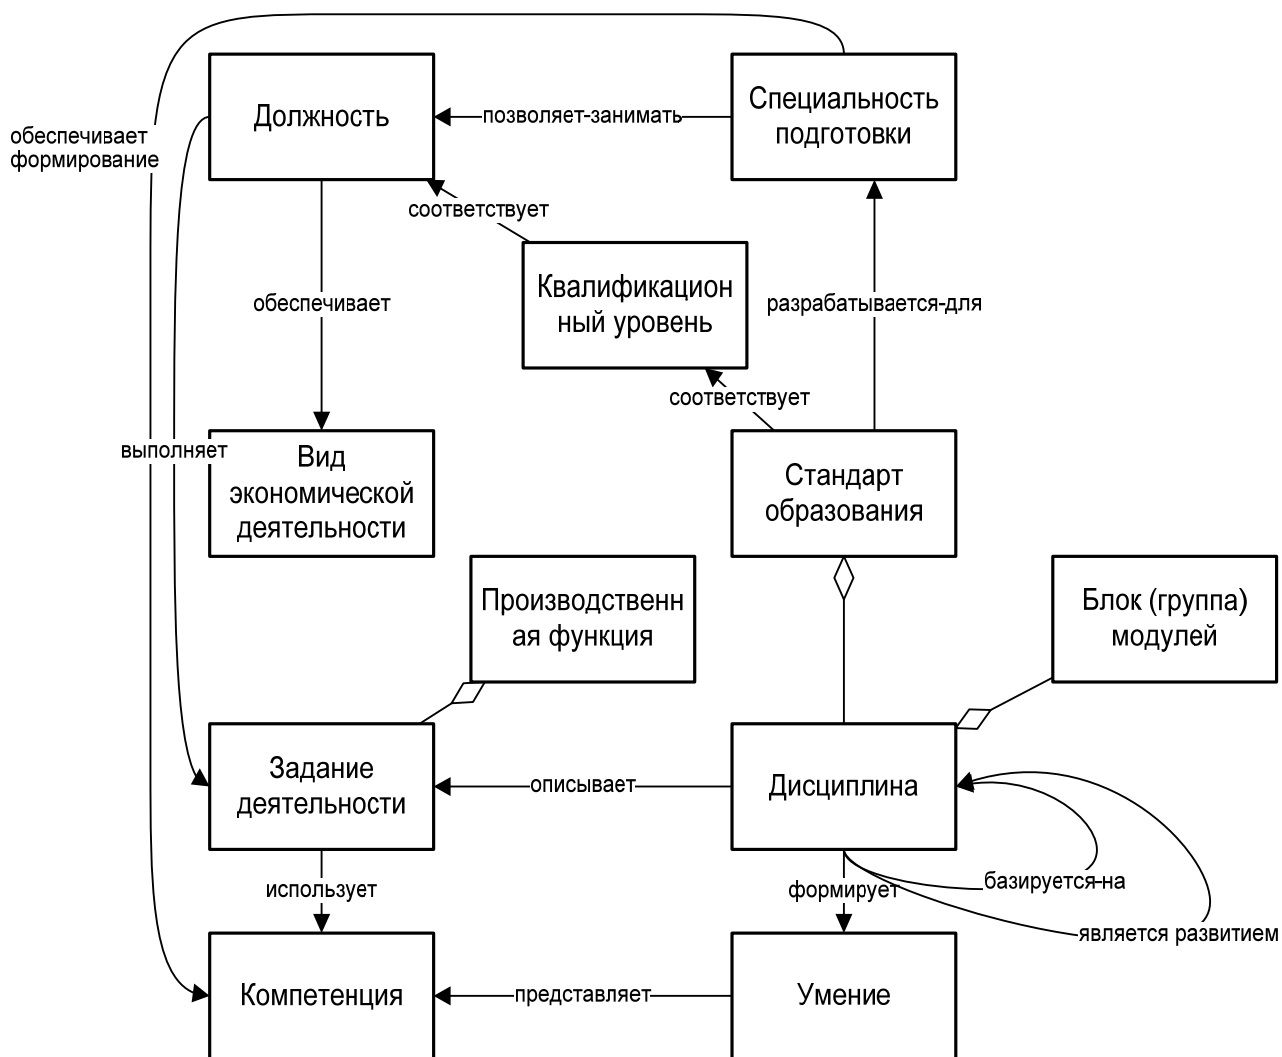 Должность
Специальность
подготовки
обеспечивает
формирование
позволяет-занимать
соответствует
Квалификацион
ный уровень
обеспечивает
разрабатывается-для
соответствует
выполняет
Вид
экономической
деятельности
Стандарт
образования
Производственн
ая функция
Блок (группа)
модулей
Задание
деятельности
описывает
Дисциплина
использует
формирует
базируется-на
является развитием
Компетенция
представляет
Умение